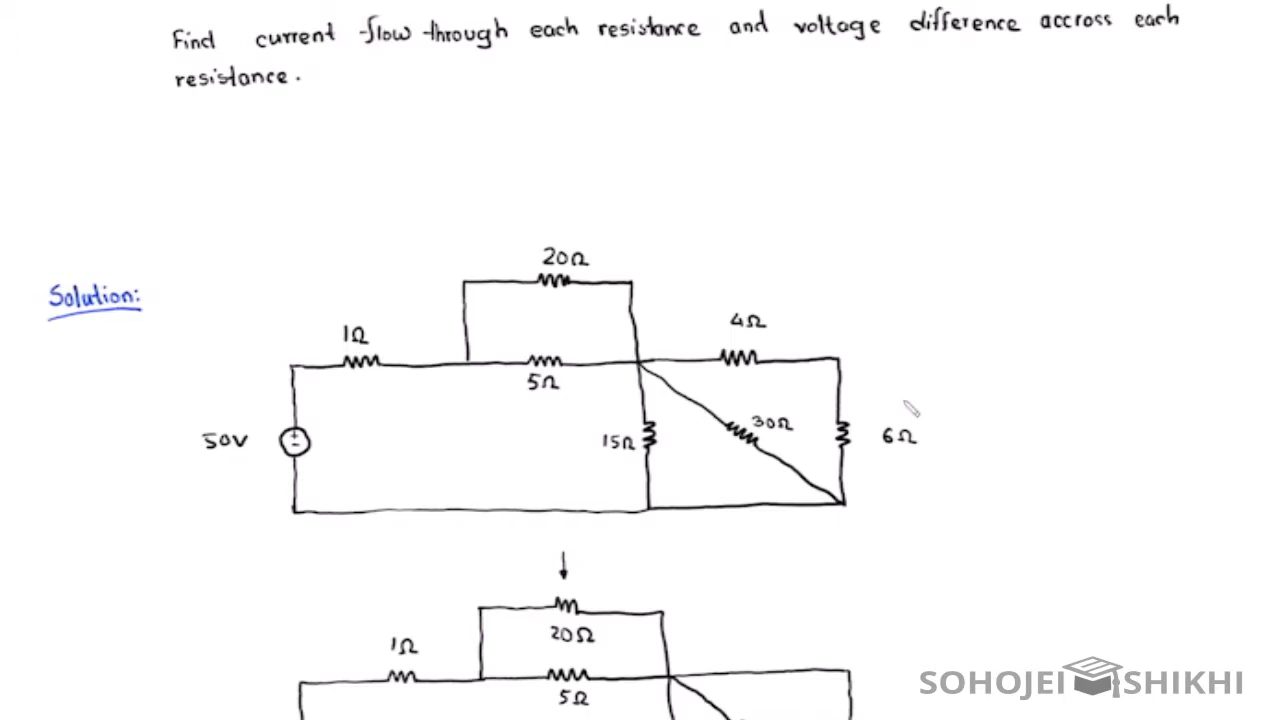 Find current flow through each resistance and voltage difference accross each
resistance.
Solution:
20Ω
1Ω
4Ω
5Ω
30Ω
50V
15Ω
6Ω
20Ω
1Ω
5Ω
SOHOJEI SHIKHI